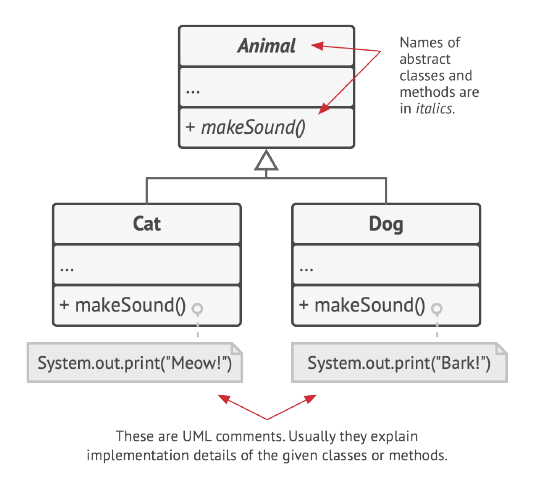 Animal
...
+ makeSound()
Names of
abstract
classes and
methods are
in italics.
Cat
...
+ makeSound()
System.out.print("Meow!")
Dog
...
+ makeSound()
System.out.print("Bark!")
These are UML comments. Usually they explain
implementation details of the given classes or methods.